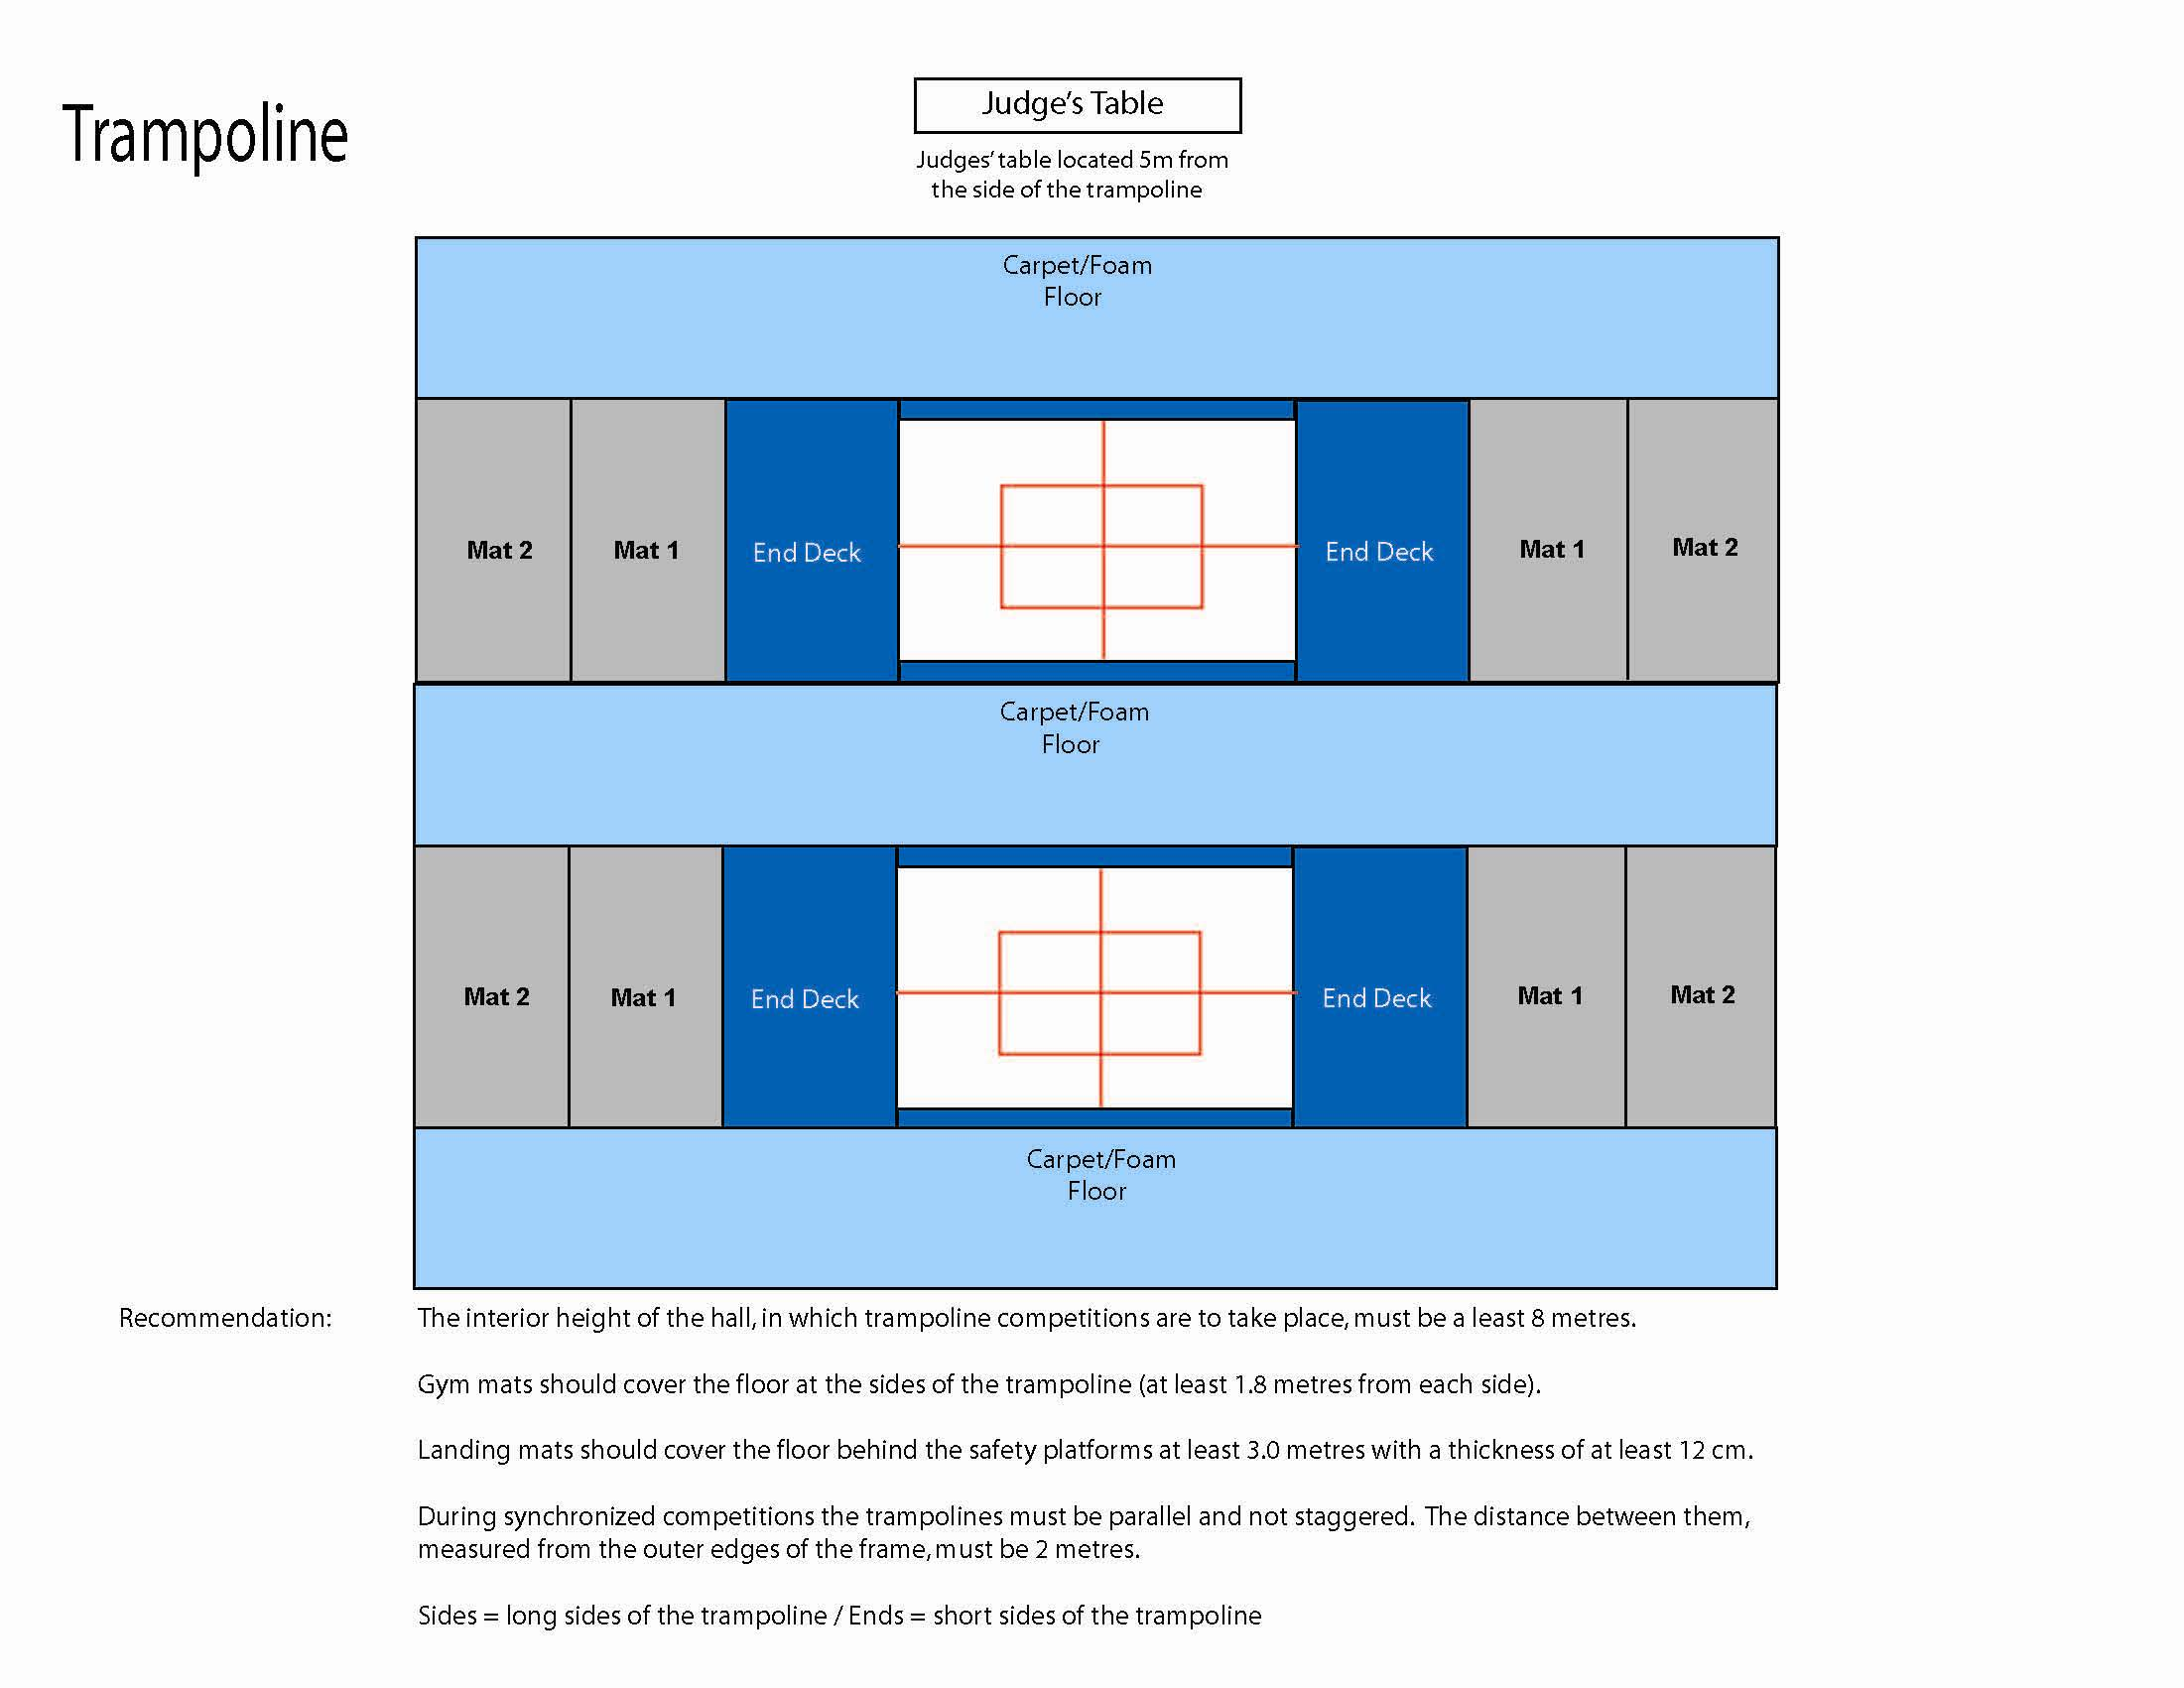 Trampoline
Judge's Table
Judges' table located 5m from
the side of the trampoline
Carpet/Foam
Floor
Mat 2 Mat 1 End Deck End Deck Mat 1 Mat 2
Carpet/Foam
Floor
Mat 2 Mat 1 End Deck End Deck Mat 1 Mat 2
Carpet/Foam
Floor
Recommendation: The interior height of the hall, in which trampoline competitions are to take place, must be a least 8 metres.
Gym mats should cover the floor at the sides of the trampoline (at least 1.8 metres from each side).
Landing mats should cover the floor behind the safety platforms at least 3.0 metres with a thickness of at least 12 cm.
During synchronized competitions the trampolines must be parallel and not staggered. The distance between them,
measured from the outer edges of the frame, must be 2 metres.
Sides = long sides of the trampoline / Ends = short sides of the trampoline